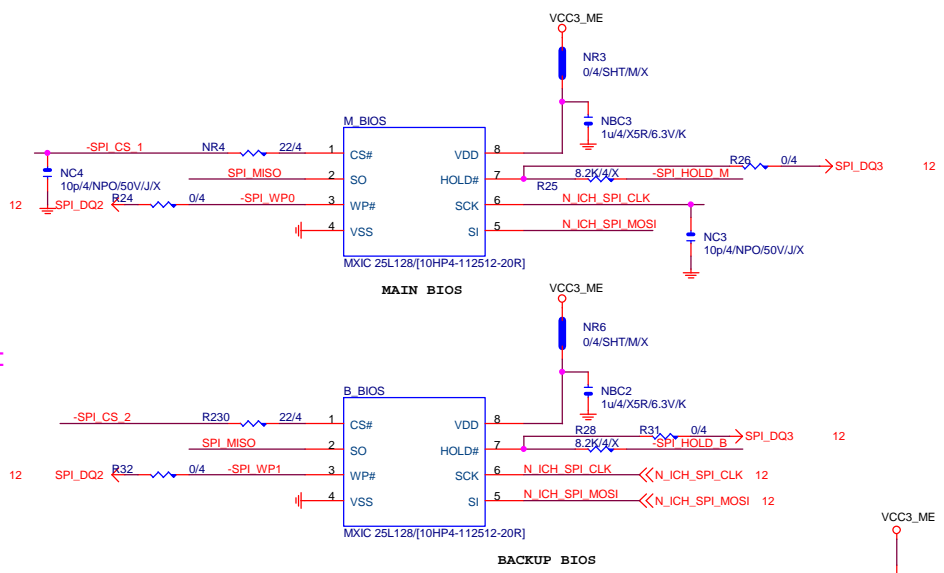 VCC3_ME
NR3
0/4/SHT/M/X
NBC3
1u/4/X5R/6.3V/K
M_BIOS
-SPI_CS_1 NR4 22/4 1 CS# VDD 8
NC4
10p/4/NPO/50V/J/X
SPI_MISO 2 SO HOLD# 7 R25 8.2K/4/X -SPI_HOLD_M R26 0/4 SPI_DQ3 12
12 SPI_DQ2 R24 0/4 -SPI_WP0 3 WP# SCK 6 N_ICH_SPI_CLK
4 VSS SI 5 N_ICH_SPI_MOSI
NC3
10p/4/NPO/50V/J/X
MXIC 25L128/[10HP4-112512-20R]
MAIN BIOS
VCC3_ME
NR6
0/4/SHT/M/X
NBC2
1u/4/X5R/6.3V/K
B_BIOS
-SPI_CS_2 R230 22/4 1 CS# VDD 8
SPI_MISO 2 SO HOLD# 7 R28 8.2K/4/X -SPI_HOLD_B R31 0/4 SPI_DQ3 12
12 SPI_DQ2 R32 0/4 -SPI_WP1 3 WP# SCK 6 N_ICH_SPI_CLK N_ICH_SPI_CLK 12
4 VSS SI 5 N_ICH_SPI_MOSI N_ICH_SPI_MOSI 12
MXIC 25L128/[10HP4-112512-20R]
BACKUP BIOS
VCC3_ME